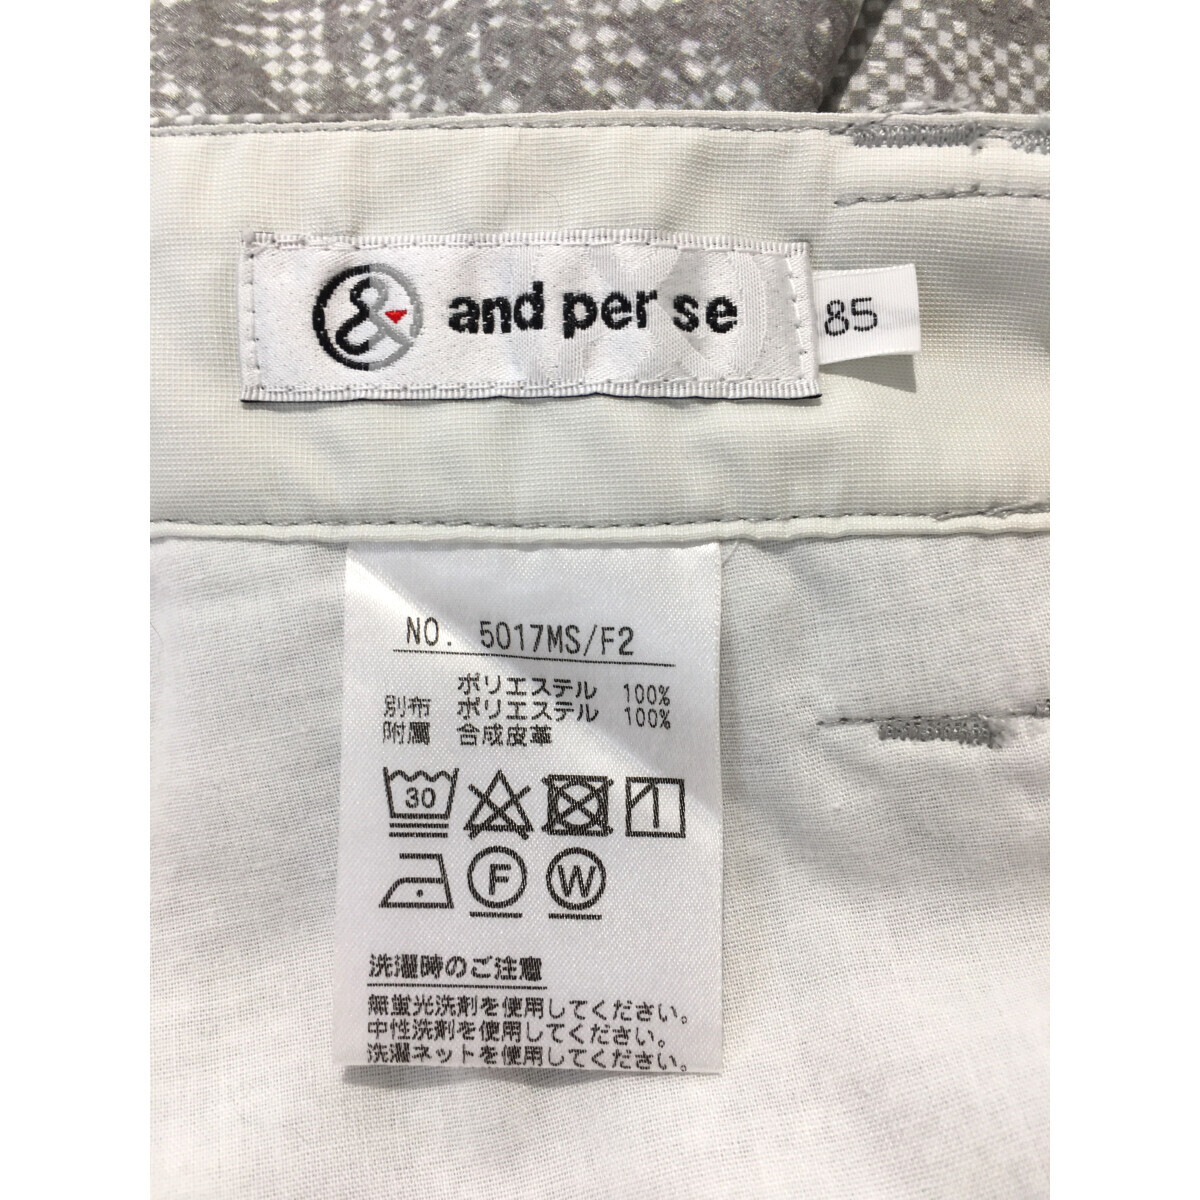 & and per se
85
NO. 5017MS/F2
ポリエステル 100%
別布 ポリエステル 100%
附属 合成皮革
30
F W
洗濯時のご注意
無蛍光洗剤を使用してください。
中性洗剤を使用してください。
洗濯ネットを使用してください。